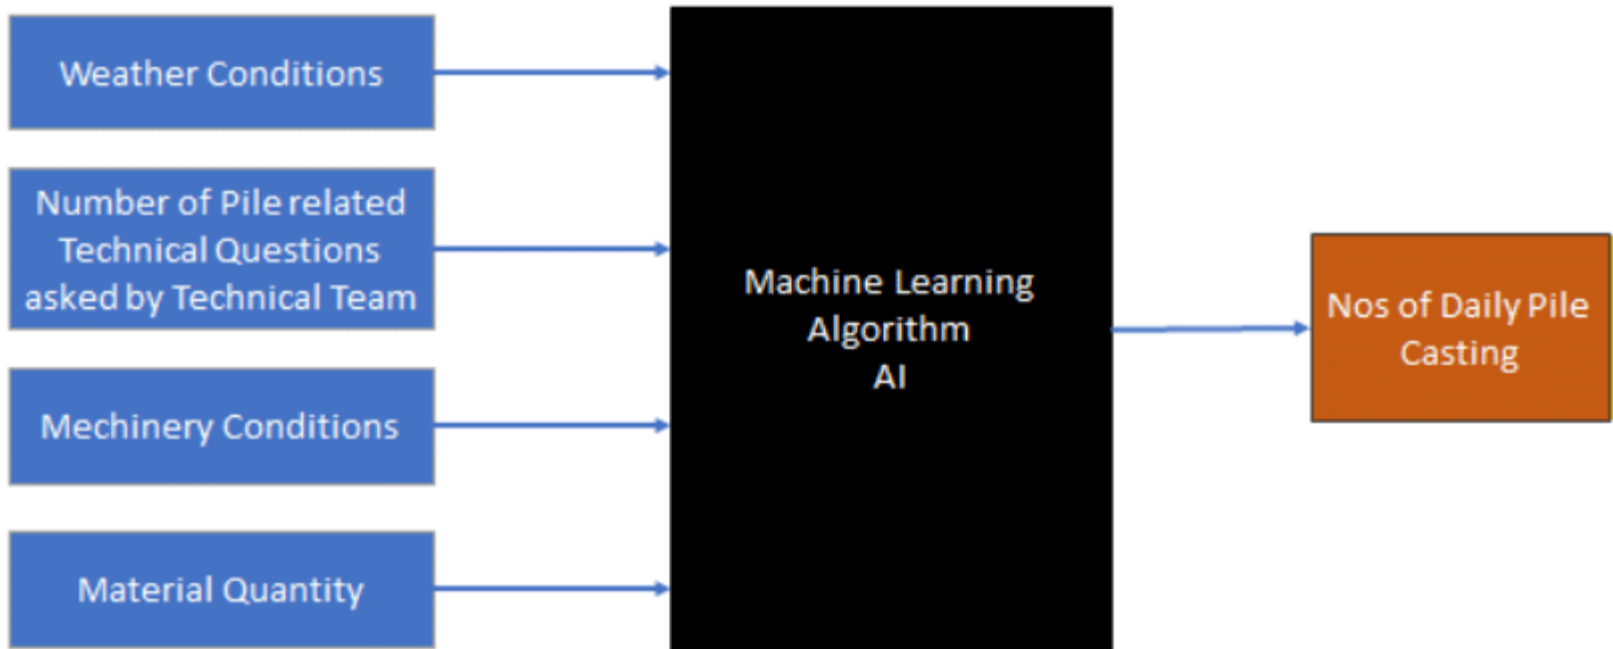 Weather Conditions
Number of Pile related
Technical Questions
asked by Technical Team
Mechinery Conditions
Material Quantity
Machine Learning
Algorithm
AI
Nos of Daily Pile
Casting